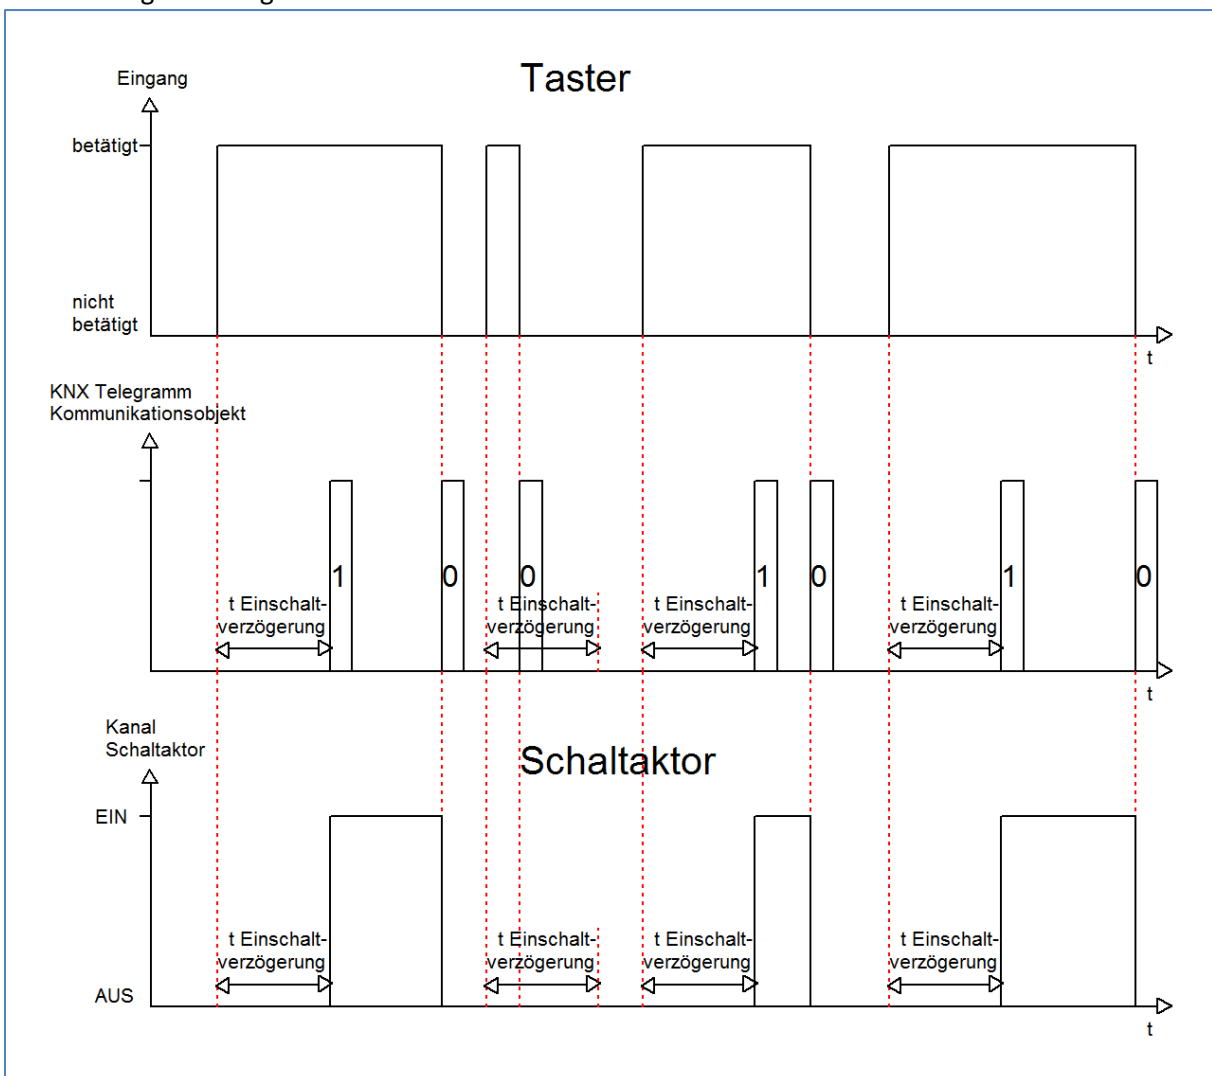 Taster
Eingang
betätigt
nicht
betätigt
t
KNX Telegramm
Kommunikationsobjekt
1
0
0
1
0
1
0
t Einschalt-
verzögerung
t Einschalt-
verzögerung
t Einschalt-
verzögerung
t Einschalt-
verzögerung
t
Kanal
Schaltaktor
Schaltaktor
EIN
t Einschalt-
verzögerung
t Einschalt-
verzögerung
t Einschalt-
verzögerung
t Einschalt-
verzögerung
AUS
t